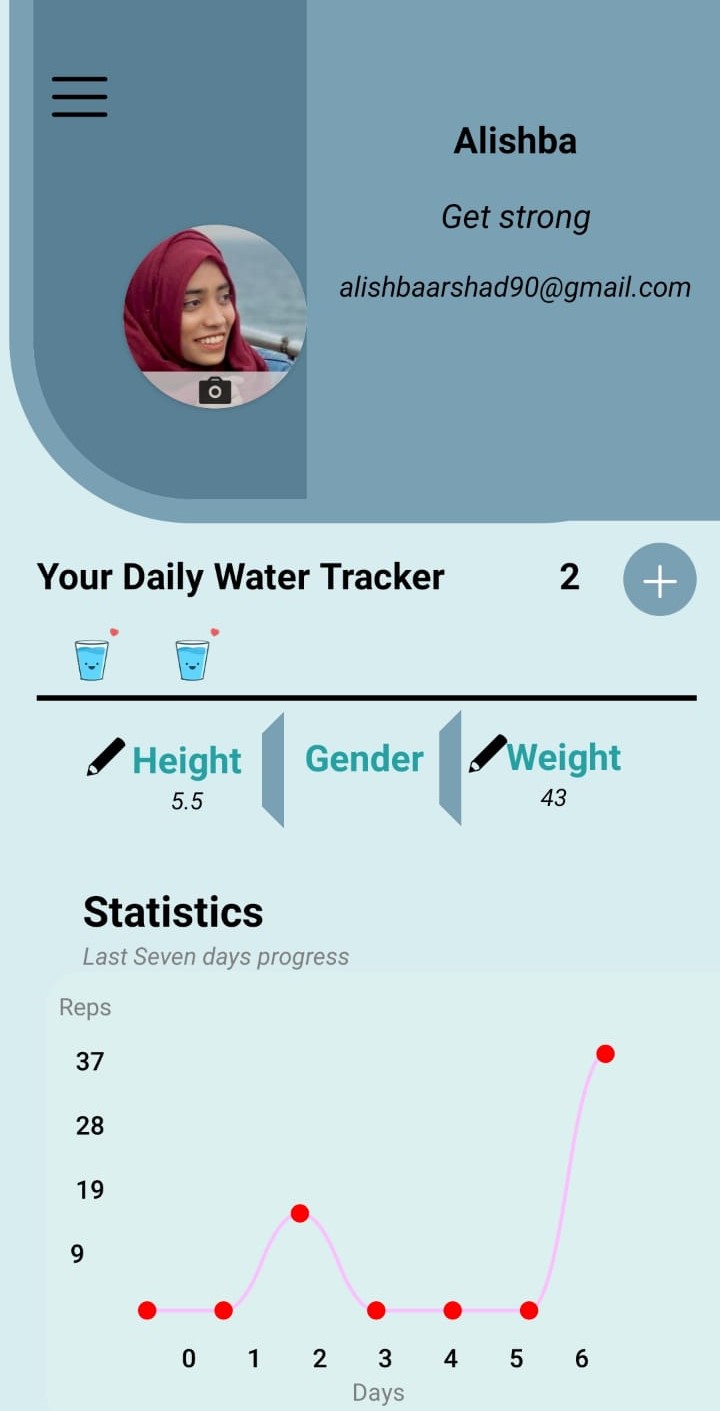 Alishba
Get strong
alishbaarshad90@gmail.com
Your Daily Water Tracker 2
Height Gender Weight
5.5 43
Statistics
Last Seven days progress
Reps
37
28
19
9
0 1 2 3 4 5 6
Days